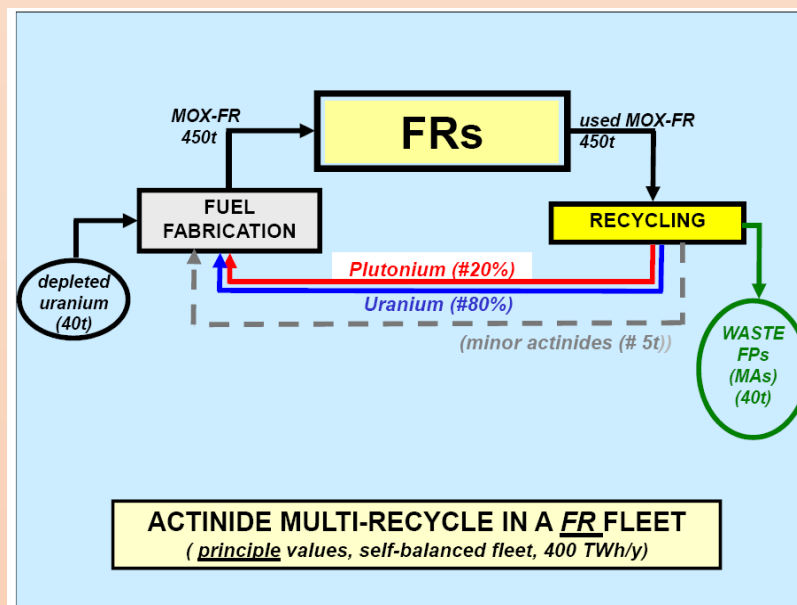 MOX-FR
450t
FRs
used MOX-FR
450t
FUEL
FABRICATION
RECYCLING
depleted
uranium
(40t)
Plutonium (#20%)
Uranium (#80%)
(minor actinides (# 5t))
WASTE
FPs
(MAs)
(40t)
ACTINIDE MULTI-RECYCLE IN A FR FLEET
( principle values, self-balanced fleet, 400 TWh/y)